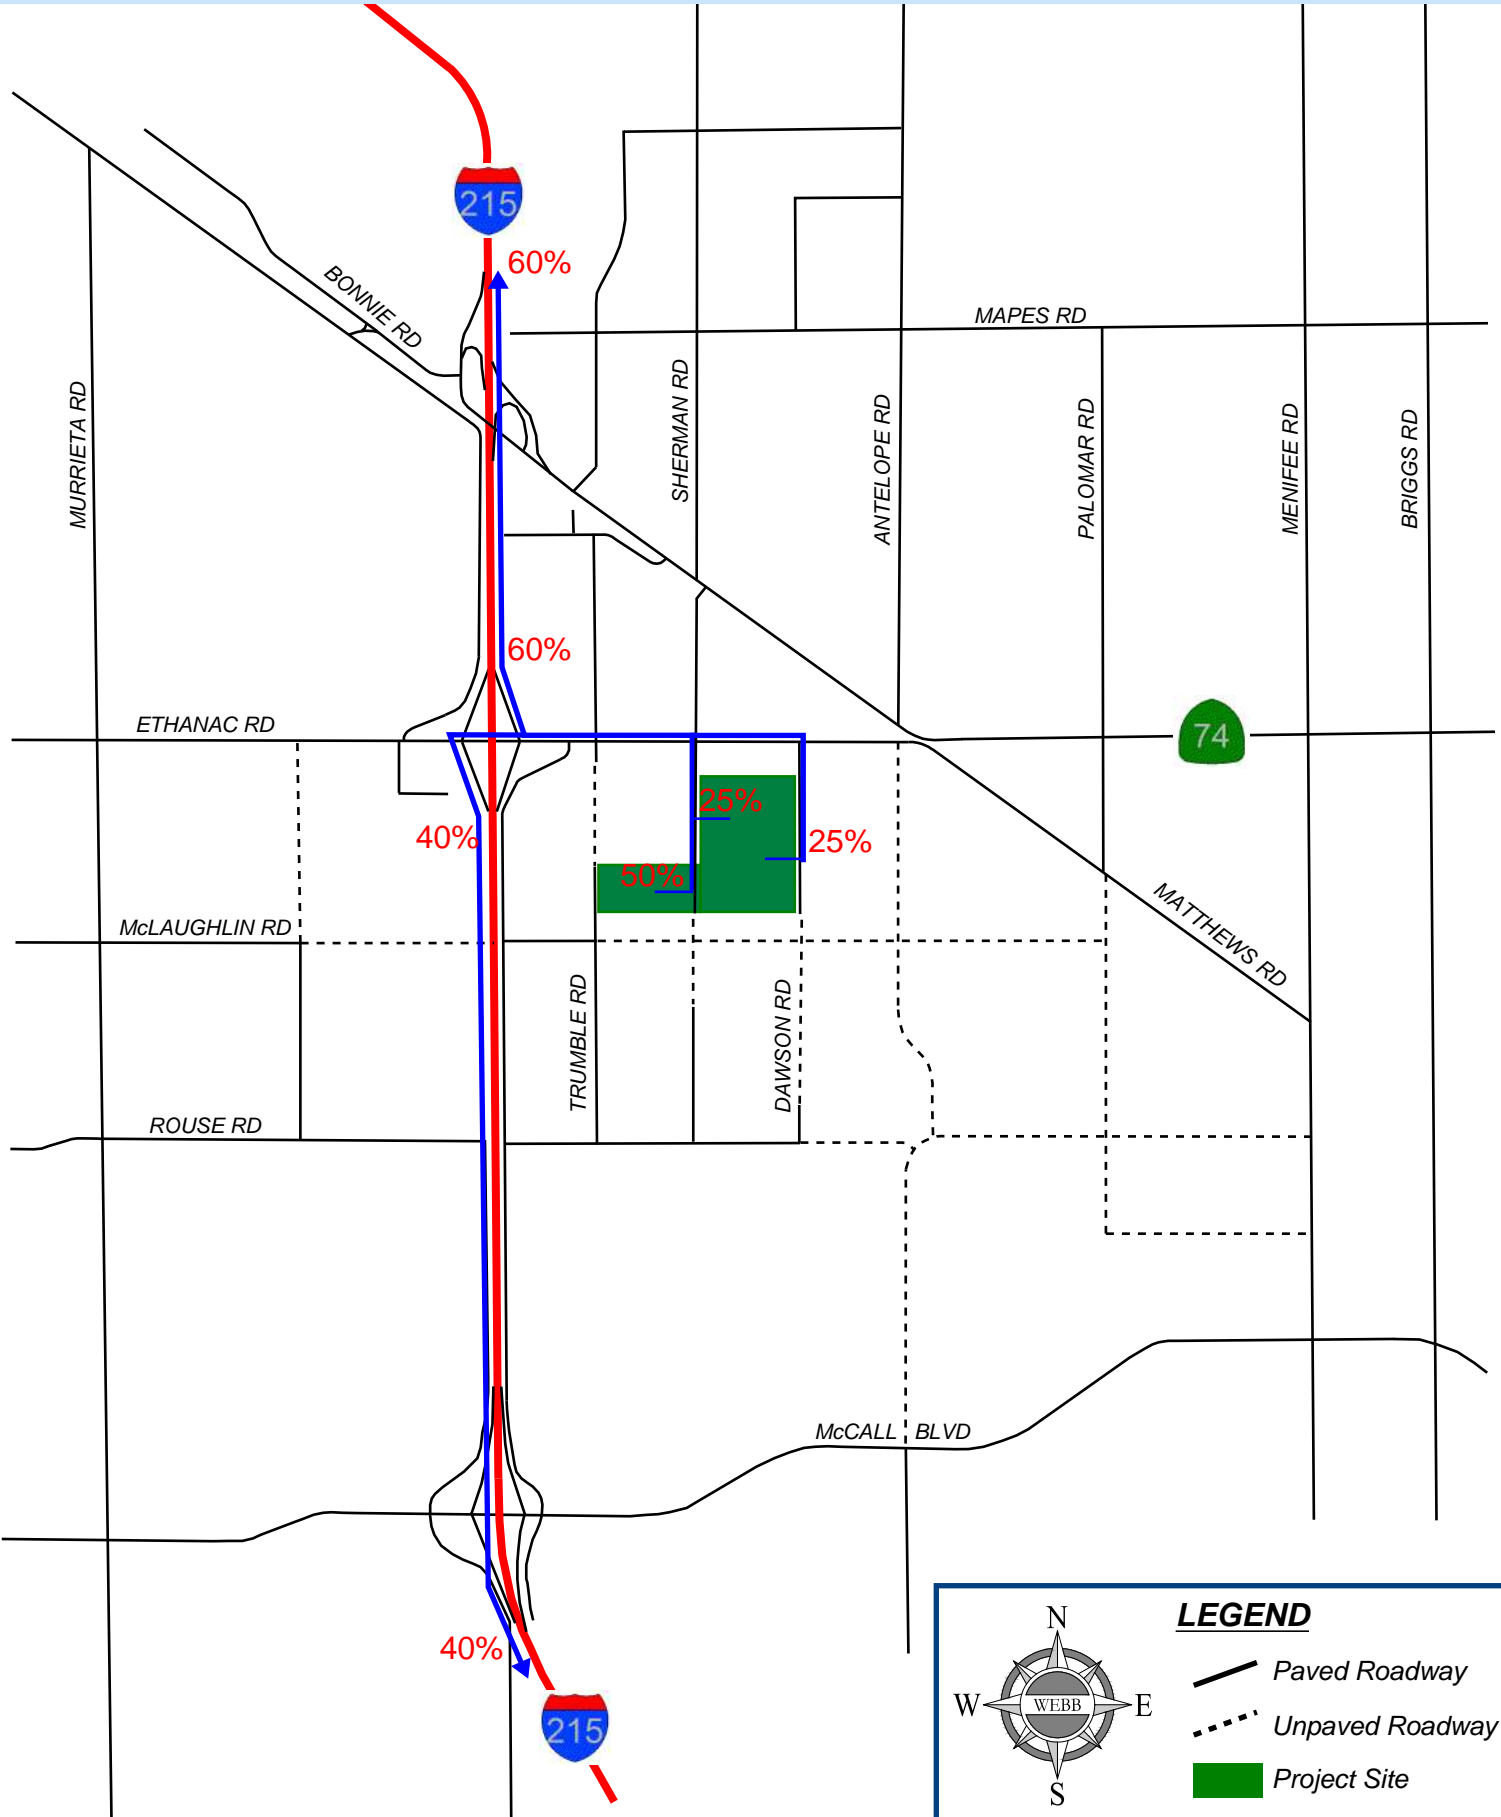 215
60%
BONNIE RD
MAPES RD
MURRIETA RD
SHERMAN RD
ANTELOPE RD
PALOMAR RD
MENIFEE RD
BRIGGS RD
60%
ETHANAC RD
74
25%
40%
25%
50%
McLAUGHLIN RD
MATTHEWS RD
TRUMBLE RD
DAWSON RD
ROUSE RD
McCALL BLVD
40%
215
LEGEND
N
W
WEBB
E
S
Paved Roadway
Unpaved Roadway
Project Site